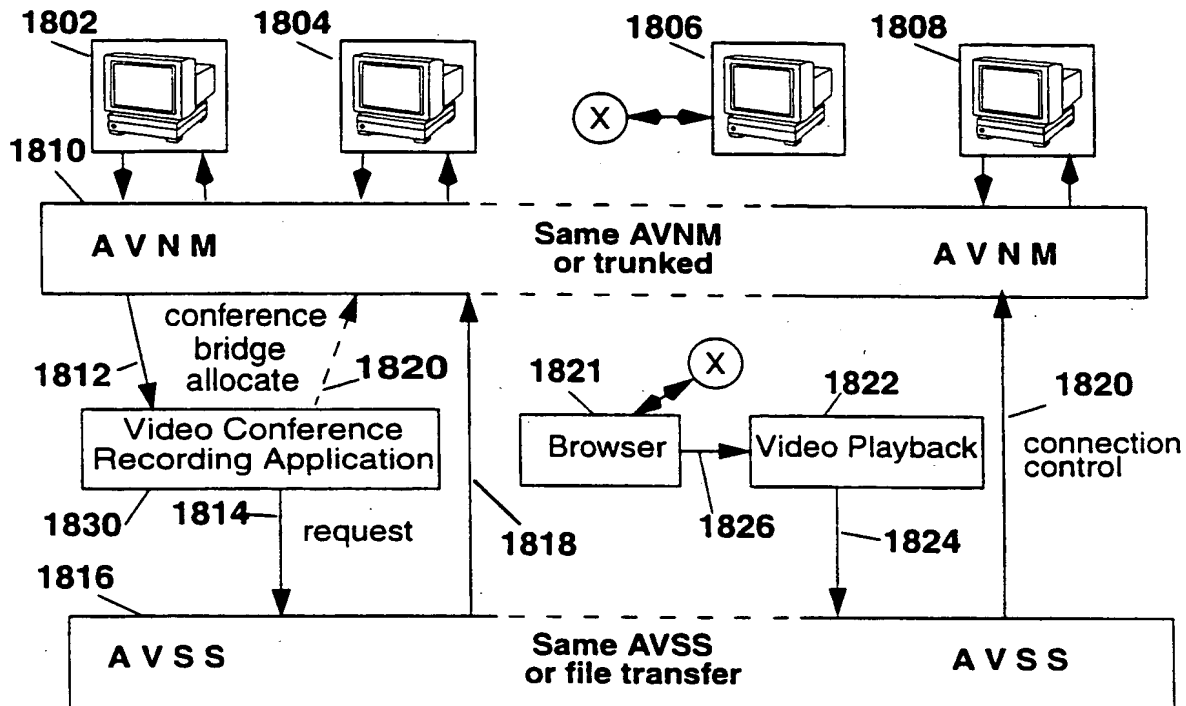 1802
1804
1806
1808
X
1810
A V N M
Same AVNM
or trunked
A V N M
conference
bridge
allocate
1812
1820
X
1821
1822
1820
Video Conference
Recording Application
Browser
Video Playback
connection
control
1830
1814
request
1818
1826
1824
1816
A V S S
Same AVSS
or file transfer
A V S S